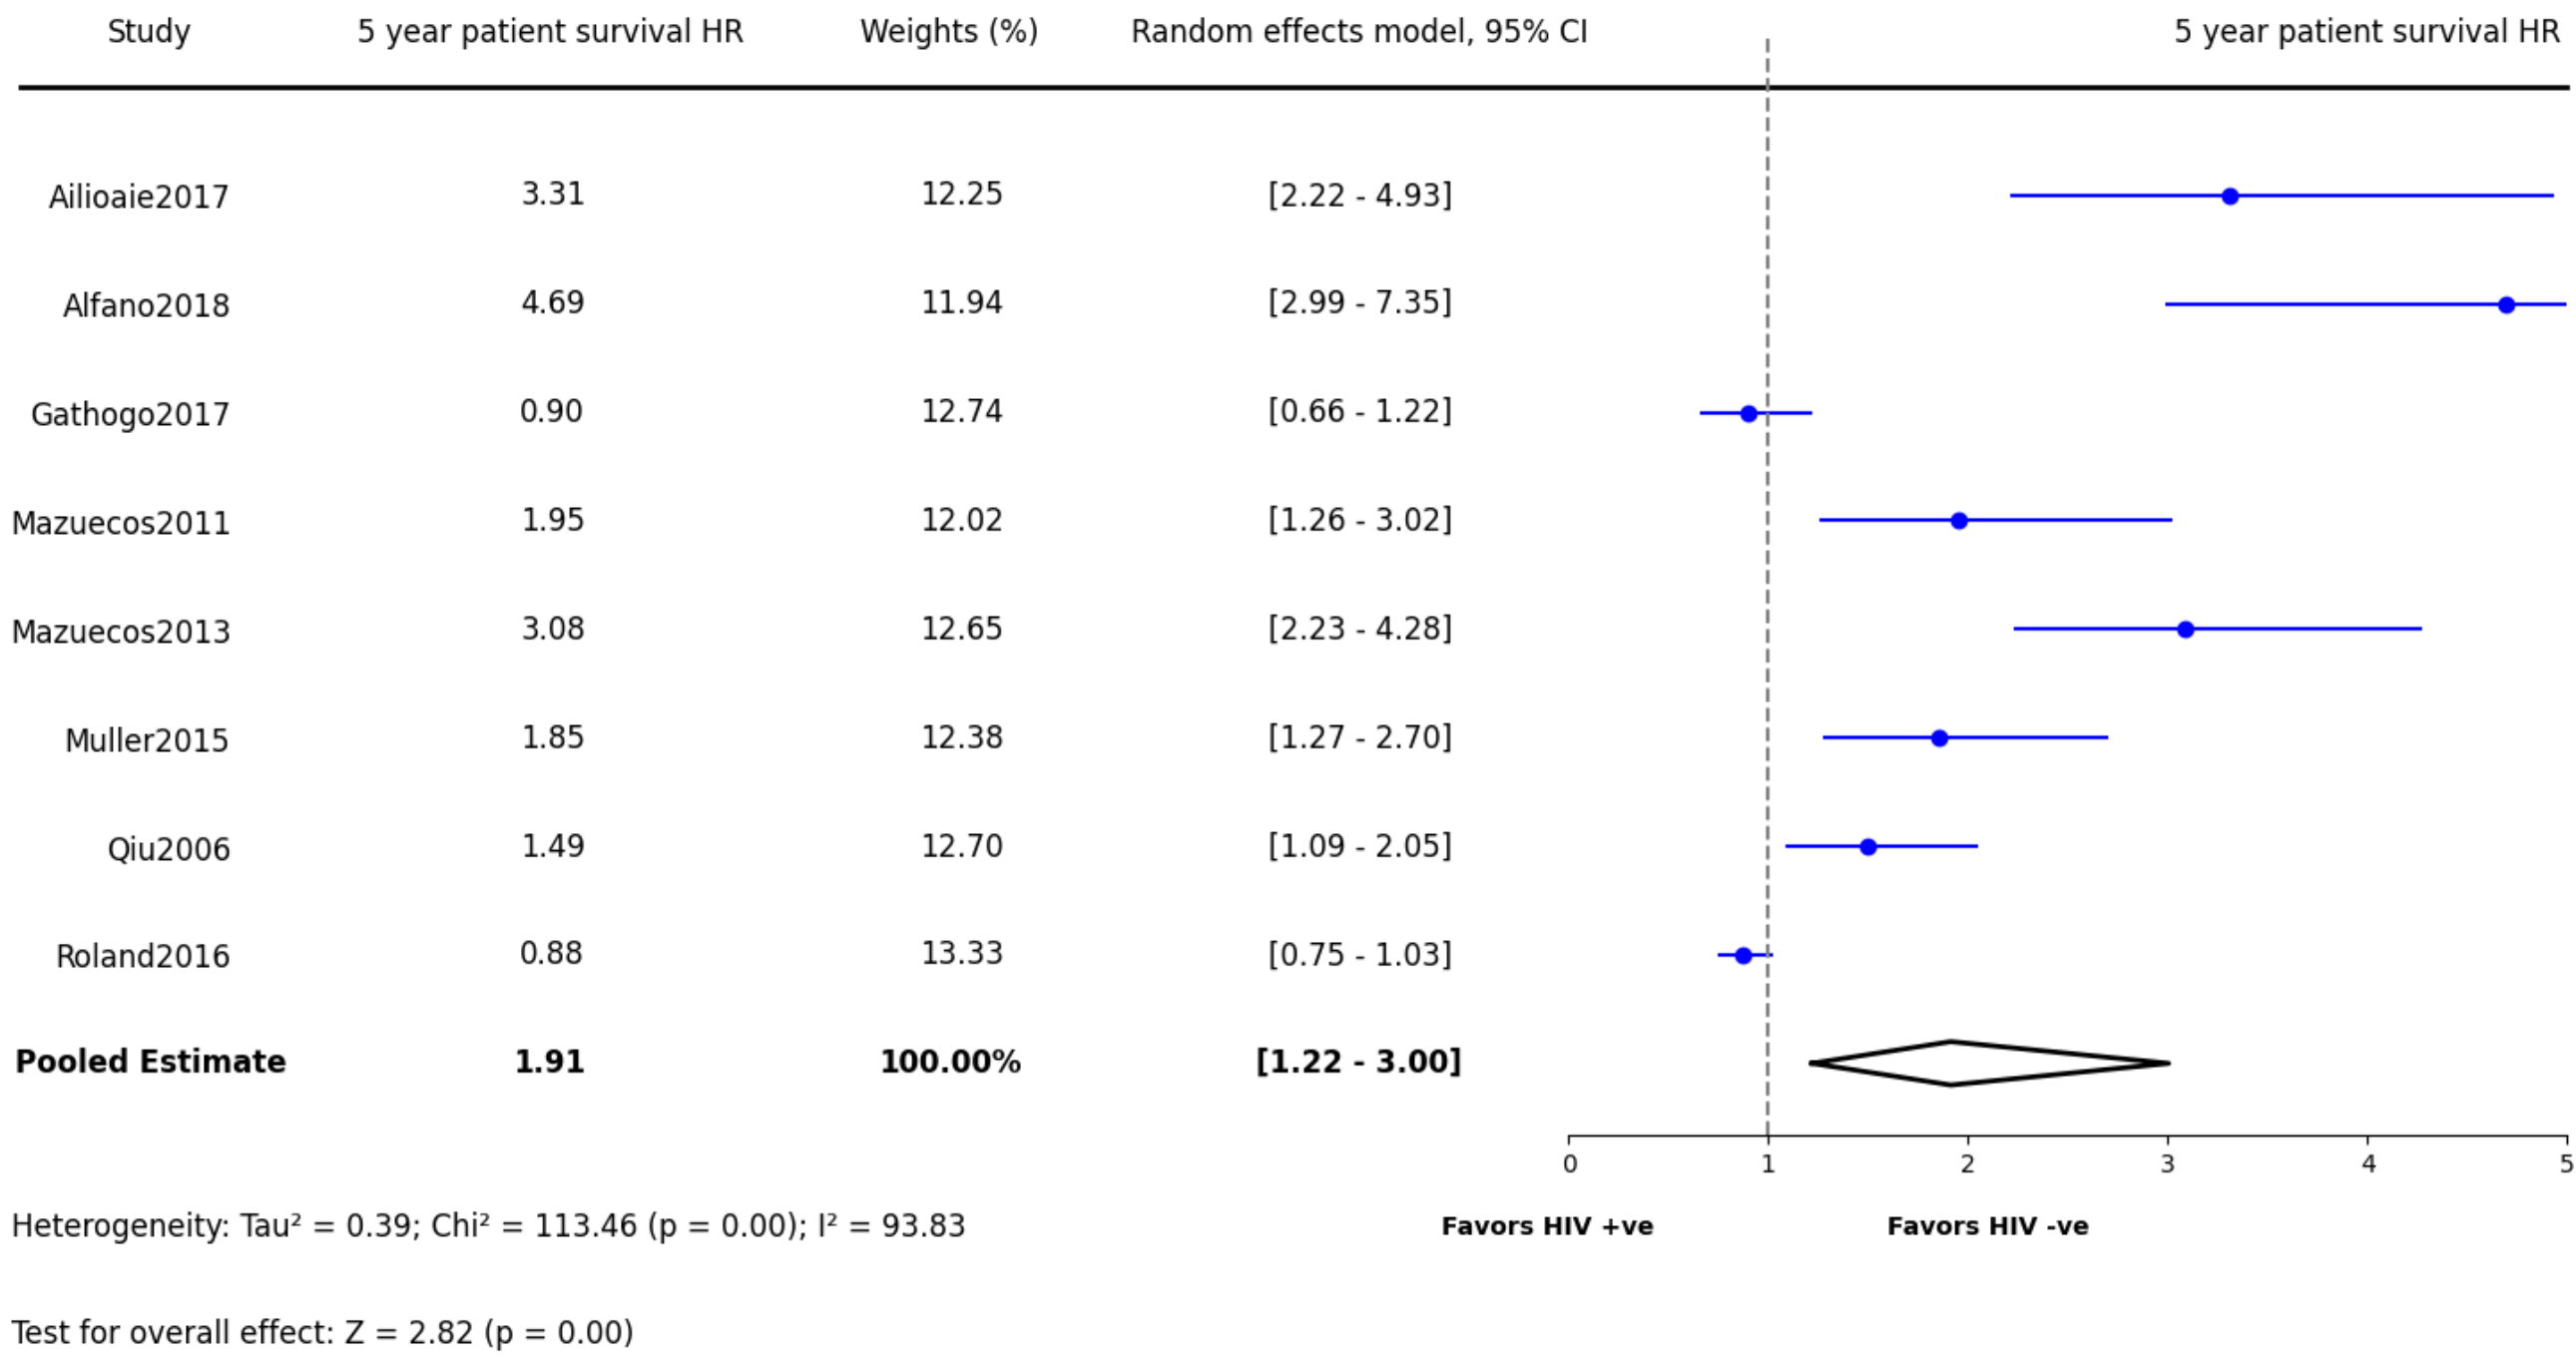 Study 5 year patient survival HR Weights (%) Random effects model, 95% CI 5 year patient survival HR
Ailioaie2017 3.31 12.25 [2.22 - 4.93]
Alfano2018 4.69 11.94 [2.99 - 7.35]
Gathogo2017 0.90 12.74 [0.66 - 1.22]
Mazuecos2011 1.95 12.02 [1.26 - 3.02]
Mazuecos2013 3.08 12.65 [2.23 - 4.28]
Muller2015 1.85 12.38 [1.27 - 2.70]
Qiu2006 1.49 12.70 [1.09 - 2.05]
Roland2016 0.88 13.33 [0.75 - 1.03]
Pooled Estimate 1.91 100.00% [1.22 - 3.00]
0 1 2 3 4 5
Heterogeneity: Tau² = 0.39; Chi² = 113.46 (p = 0.00); I² = 93.83 Favors HIV +ve Favors HIV -ve
Test for overall effect: Z = 2.82 (p = 0.00)